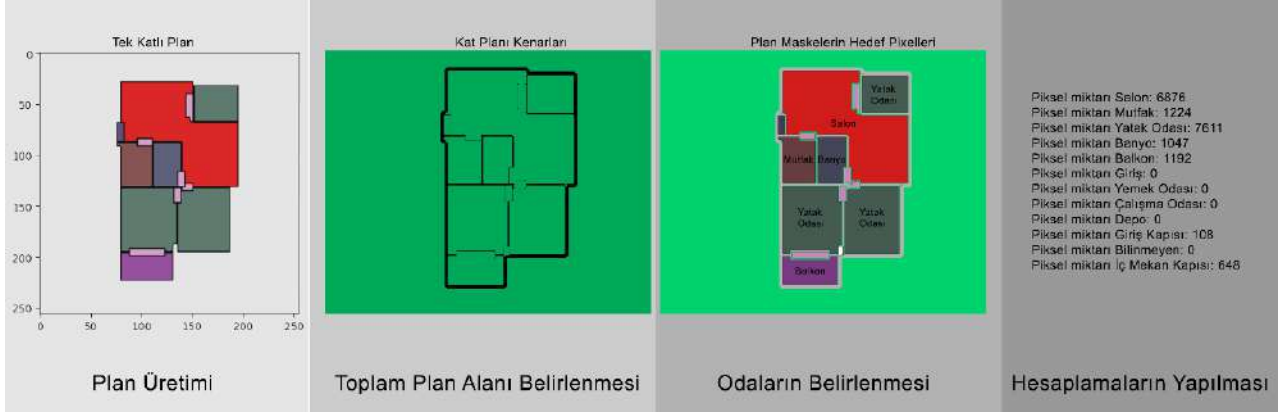 Tek Katlı Plan
0
50
100
150
200
250
0 50 100 150 200 250
Plan Üretimi
Kat Planı Kenarları
Toplam Plan Alanı Belirlenmesi
Plan Maskelerin Hedef Pixelleri
Yatak
Odası
Salon
Mutfak
Banyo
Yatak
Odası
Yatak
Odası
Balkon
Odaların Belirlenmesi
Piksel miktarı Salon: 6876
Piksel miktarı Mutfak: 1224
Piksel miktarı Yatak Odası: 7611
Piksel miktarı Banyo: 1047
Piksel miktarı Balkon: 1192
Piksel miktarı Giriş: 0
Piksel miktarı Yemek Odası: 0
Piksel miktarı Çalışma Odası: 0
Piksel miktarı Depo: 0
Piksel miktarı Giriş Kapısı: 108
Piksel miktarı Bilinmeyen: 0
Piksel miktarı İç Mekan Kapısı: 648
Hesaplamaların Yapılması